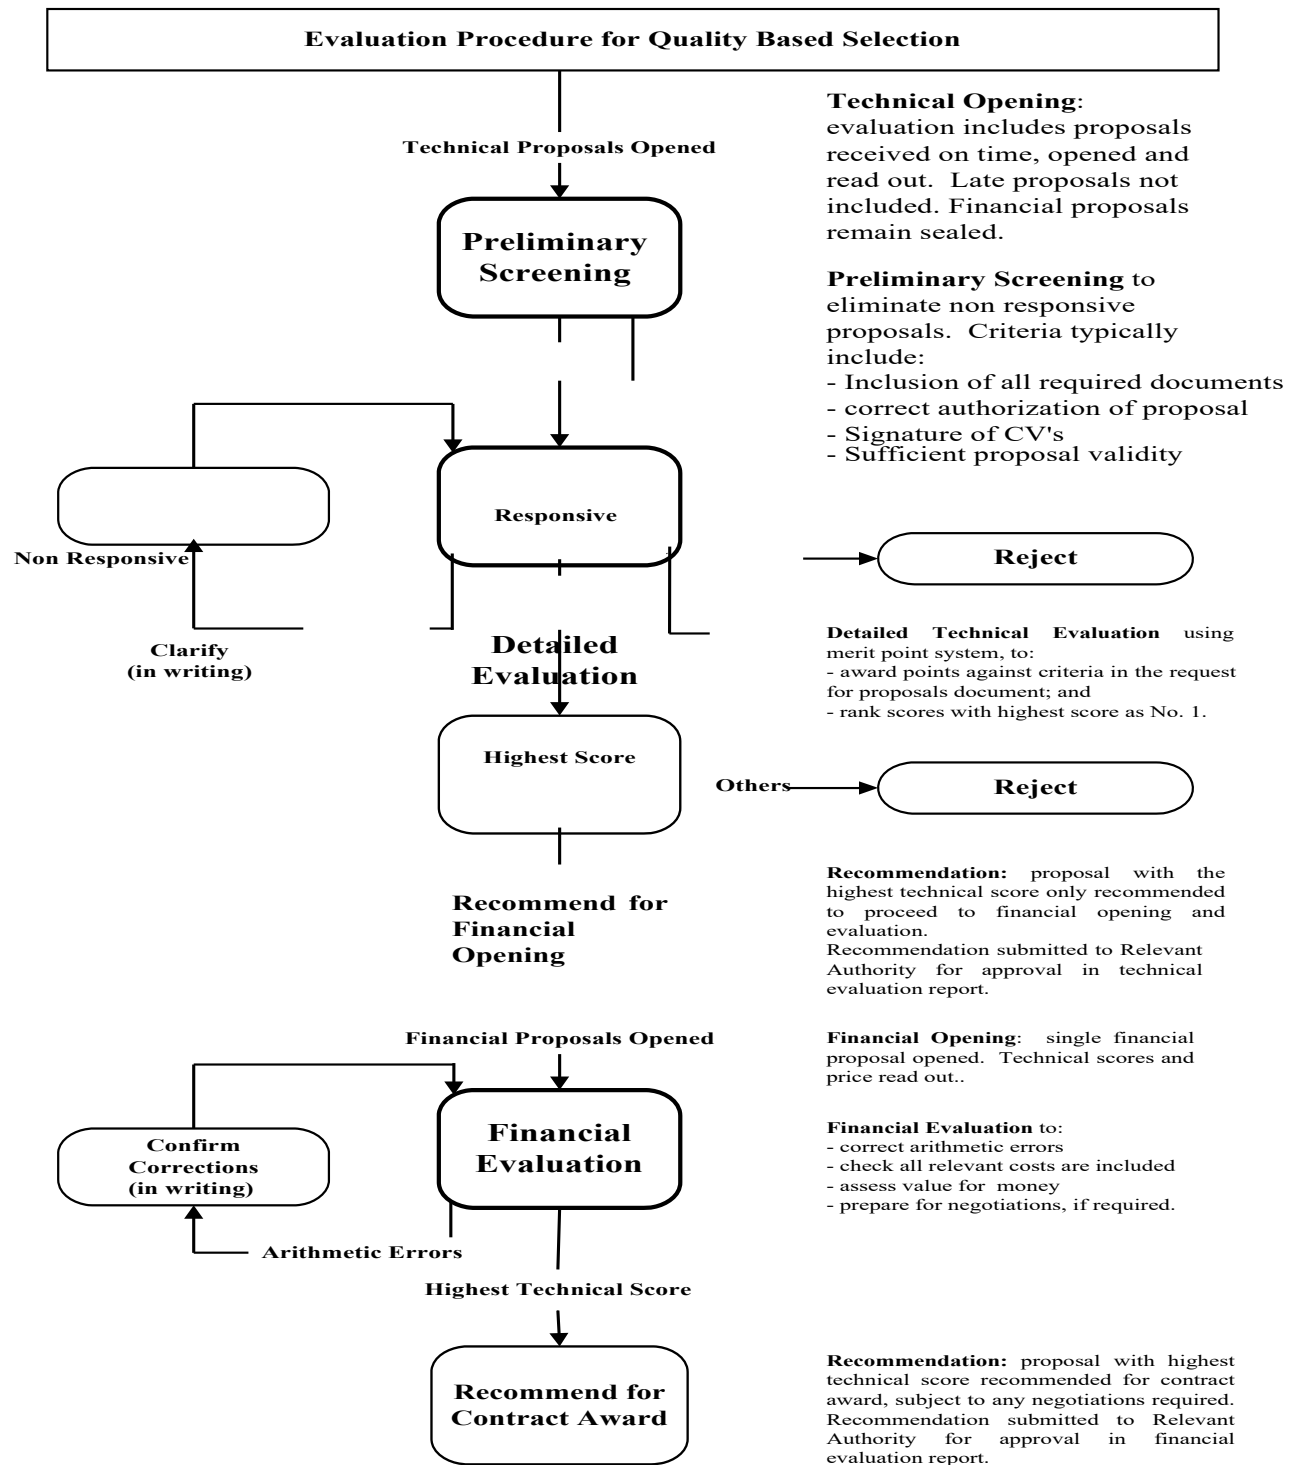 Evaluation Procedure for Quality Based Selection
Technical Proposals Opened
Technical Opening:
evaluation includes proposals
received on time, opened and
read out. Late proposals not
included. Financial proposals
remain sealed.
Preliminary
Screening
Preliminary Screening to
eliminate non responsive
proposals. Criteria typically
include:
- Inclusion of all required documents
- correct authorization of proposal
- Signature of CV's
- Sufficient proposal validity
Responsive
Non Responsive
Reject
Clarify
(in writing)
Detailed
Evaluation
Detailed Technical Evaluation using
merit point system, to:
- award points against criteria in the request
for proposals document; and
- rank scores with highest score as No. 1.
Highest Score
Others
Reject
Recommend for
Financial
Opening
Recommendation: proposal with the
highest technical score only recommended
to proceed to financial opening and
evaluation.
Recommendation submitted to Relevant
Authority for approval in technical
evaluation report.
Financial Proposals Opened
Financial Opening: single financial
proposal opened. Technical scores and
price read out..
Confirm
Corrections
(in writing)
Financial
Evaluation
Financial Evaluation to:
- correct arithmetic errors
- check all relevant costs are included
- assess value for money
- prepare for negotiations, if required.
Arithmetic Errors
Highest Technical Score
Recommend for
Contract Award
Recommendation: proposal with highest
technical score recommended for contract
award, subject to any negotiations required.
Recommendation submitted to Relevant
Authority for approval in financial
evaluation report.